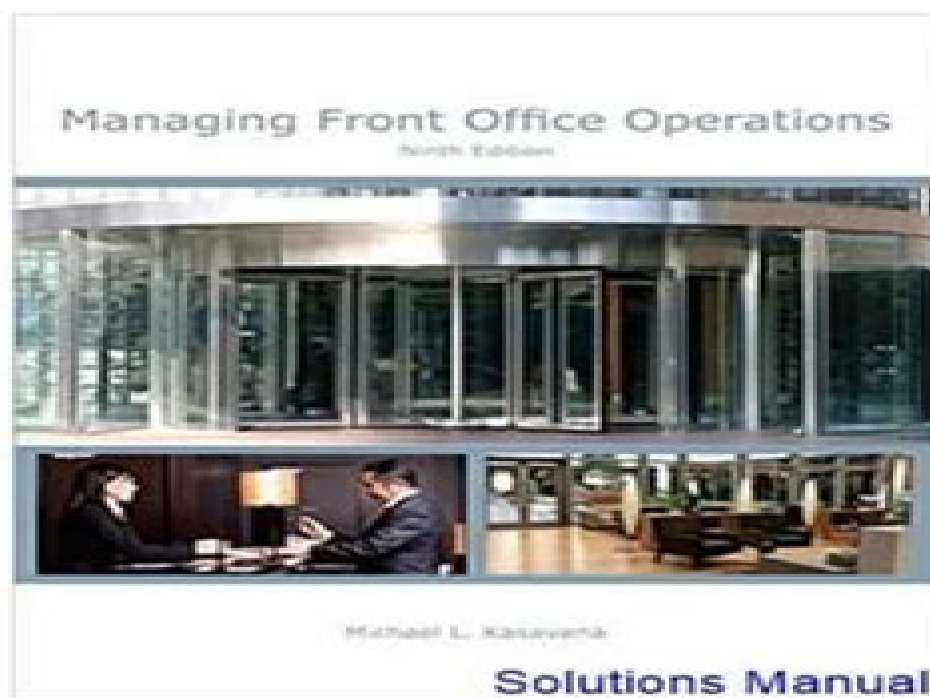 Managing Front Office Operations
Ninth Edition
Michael L. Kasavana
Solutions Manual